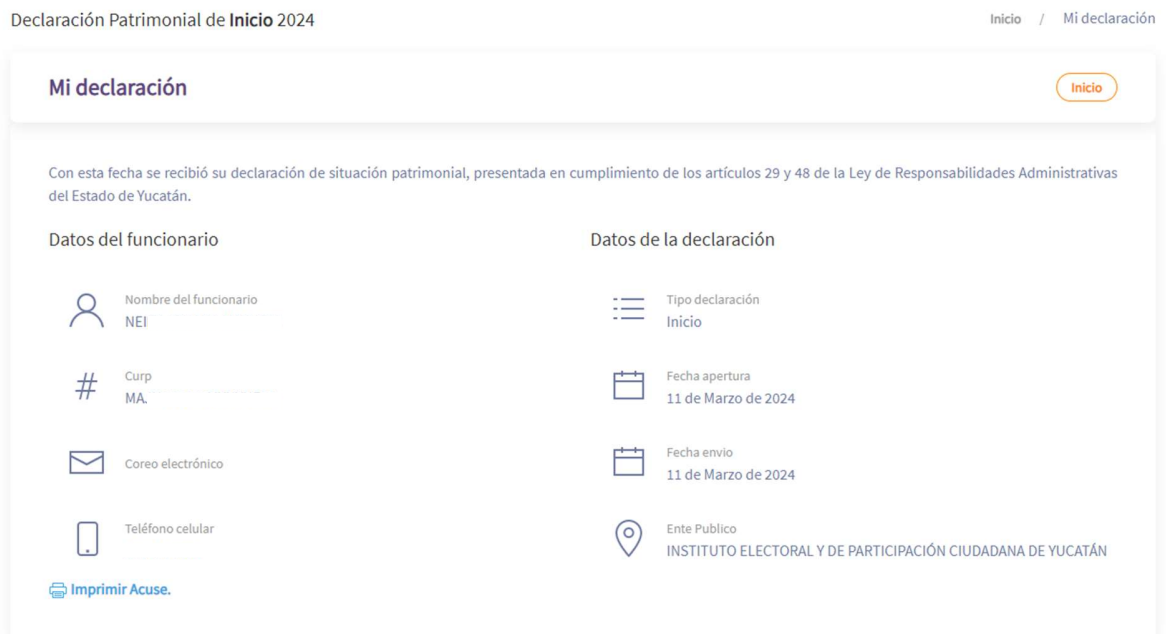 Declaración Patrimonial de Inicio 2024
Inicio / Mi declaración
Mi declaración
Inicio
Con esta fecha se recibió su declaración de situación patrimonial, presentada en cumplimiento de los artículos 29 y 48 de la Ley de Responsabilidades Administrativas
del Estado de Yucatán.
Datos del funcionario
Nombre del funcionario
NEI
Curp
MA.
Coreo electrónico
Teléfono celular
Imprimir Acuse.
Datos de la declaración
Tipo declaración
Inicio
Fecha apertura
11 de Marzo de 2024
Fecha envio
11 de Marzo de 2024
Ente Publico
INSTITUTO ELECTORAL Y DE PARTICIPACIÓN CIUDADANA DE YUCATÁN